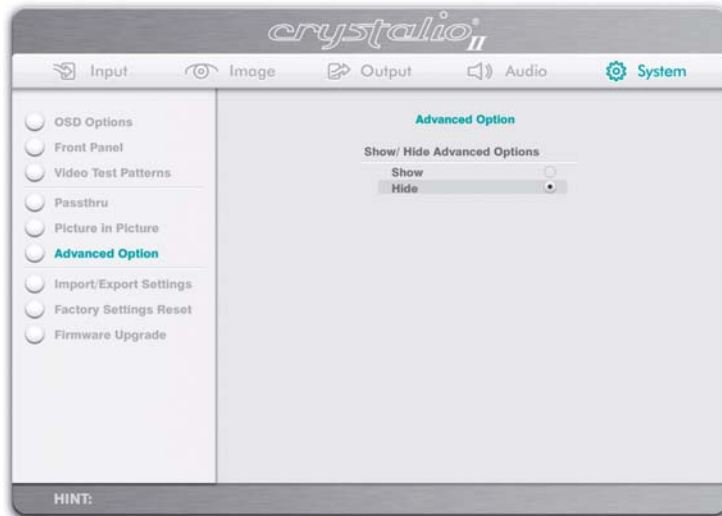 crystalio® II
Input Image Output Audio System
OSD Options
Front Panel
Video Test Patterns
Passthru
Picture in Picture
Advanced Option
Import/Export Settings
Factory Settings Reset
Firmware Upgrade
Advanced Option
Show/ Hide Advanced Options
Show
Hide
HINT: